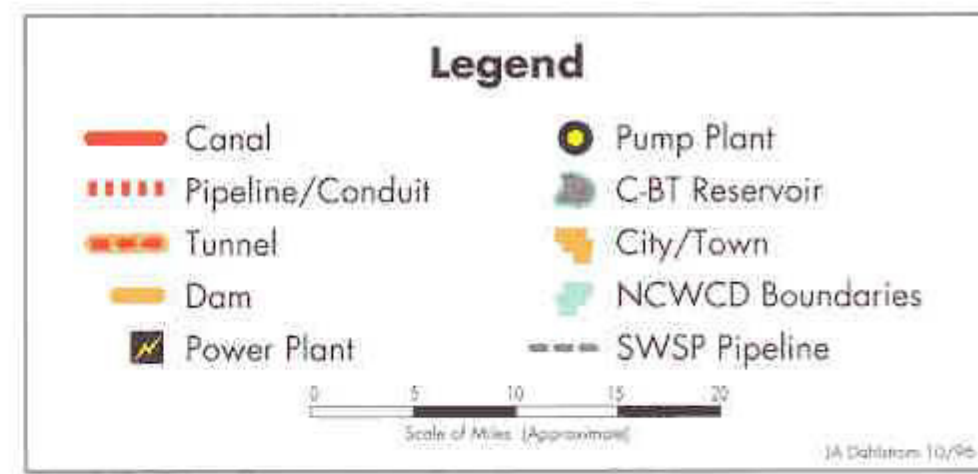 Legend
Canal
Pipeline/Conduit
Tunnel
Dam
Power Plant
Pump Plant
C-BT Reservoir
City/Town
NCWCD Boundaries
SWSP Pipeline
0 5 10 15 20
Scale of Miles (Approximate)
JA Dahlstrom 10/96